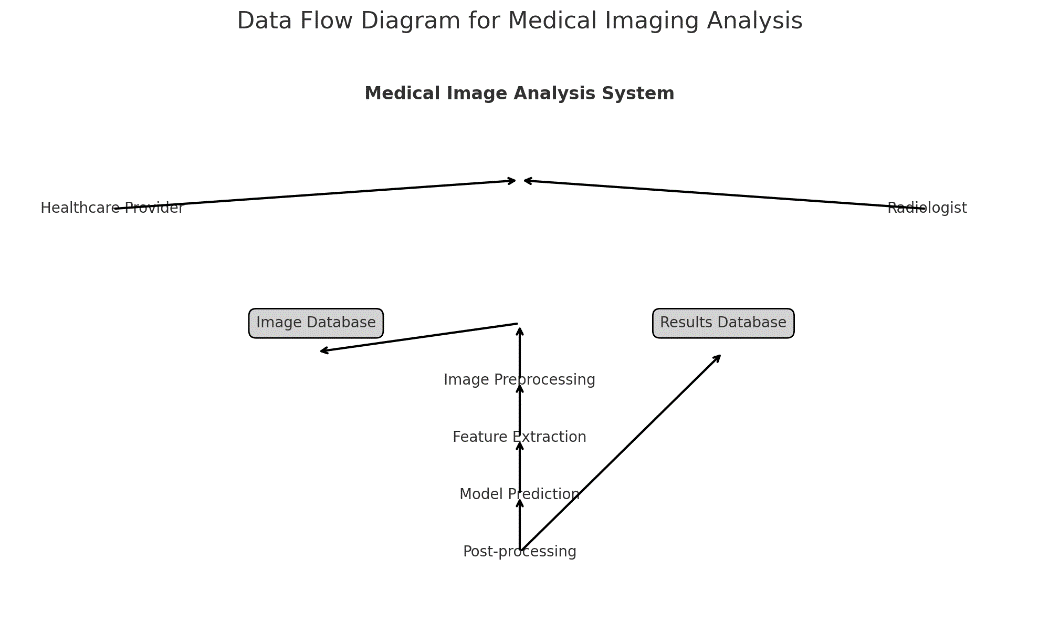 Data Flow Diagram for Medical Imaging Analysis
Medical Image Analysis System
Healthcare Provider
Radiologist
Image Database
Results Database
Image Preprocessing
Feature Extraction
Model Prediction
Post-processing